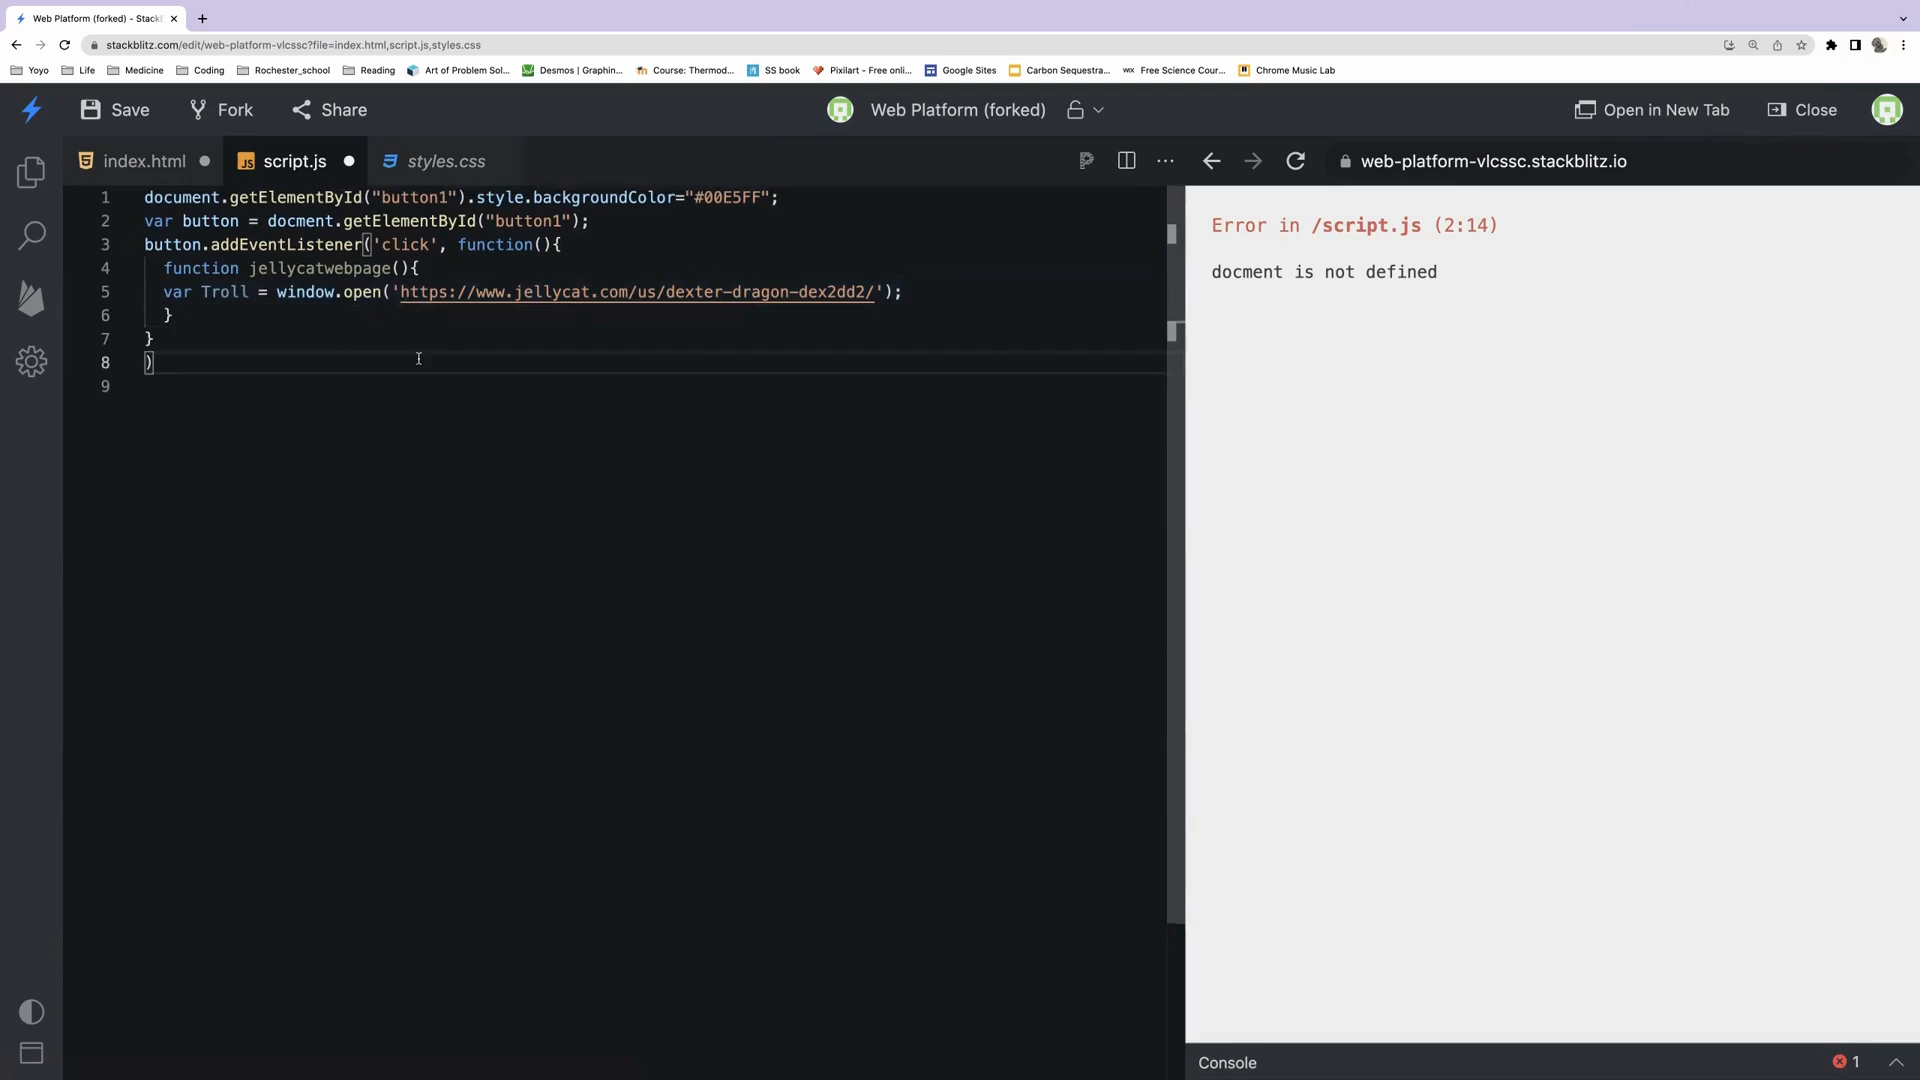 Web Platform (forked) - StackB
stackblitz.com/edit/web-platform-vlcssc?file=index.html,script.js,styles.css
Yoyo Life Medicine Coding Rochester_school Reading Art of Problem Sol... Desmos | Graphin... Course: Thermod... SS book Pixilart - Free onli... Google Sites Carbon Sequestra... WIX Free Science Cour... Chrome Music Lab
Save Fork Share Web Platform (forked) Open in New Tab Close
index.html JS script.js styles.css web-platform-vlcssc.stackblitz.io
1 document.getElementById("button1").style.backgroundColor="#00E5FF";
2 var button = docment.getElementById("button1");
3 button.addEventListener('click', function(){
4 function jellycatwebpage(){
5 var Troll = window.open('https://www.jellycat.com/us/dexter-dragon-dex2dd2/');
6 }
7 }
8 )
9
Error in /script.js (2:14)
docment is not defined
Console 1